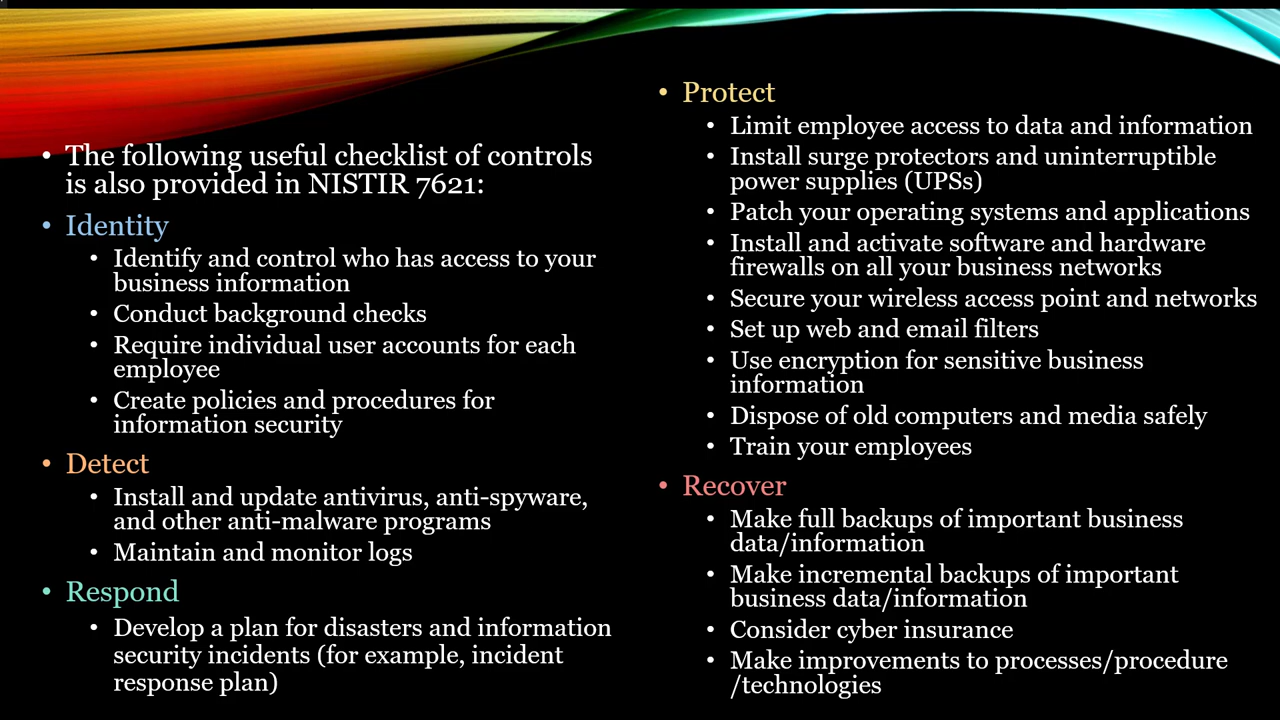 • The following useful checklist of controls
is also provided in NISTIR 7621:
• Identity
• Identify and control who has access to your
business information
• Conduct background checks
• Require individual user accounts for each
employee
• Create policies and procedures for
information security
• Detect
• Install and update antivirus, anti-spyware,
and other anti-malware programs
• Maintain and monitor logs
• Respond
• Develop a plan for disasters and information
security incidents (for example, incident
response plan)
• Protect
• Limit employee access to data and information
• Install surge protectors and uninterruptible
power supplies (UPSs)
• Patch your operating systems and applications
• Install and activate software and hardware
firewalls on all your business networks
• Secure your wireless access point and networks
• Set up web and email filters
• Use encryption for sensitive business
information
• Dispose of old computers and media safely
• Train your employees
• Recover
• Make full backups of important business
data/information
• Make incremental backups of important
business data/information
• Consider cyber insurance
• Make improvements to processes/procedure
/technologies